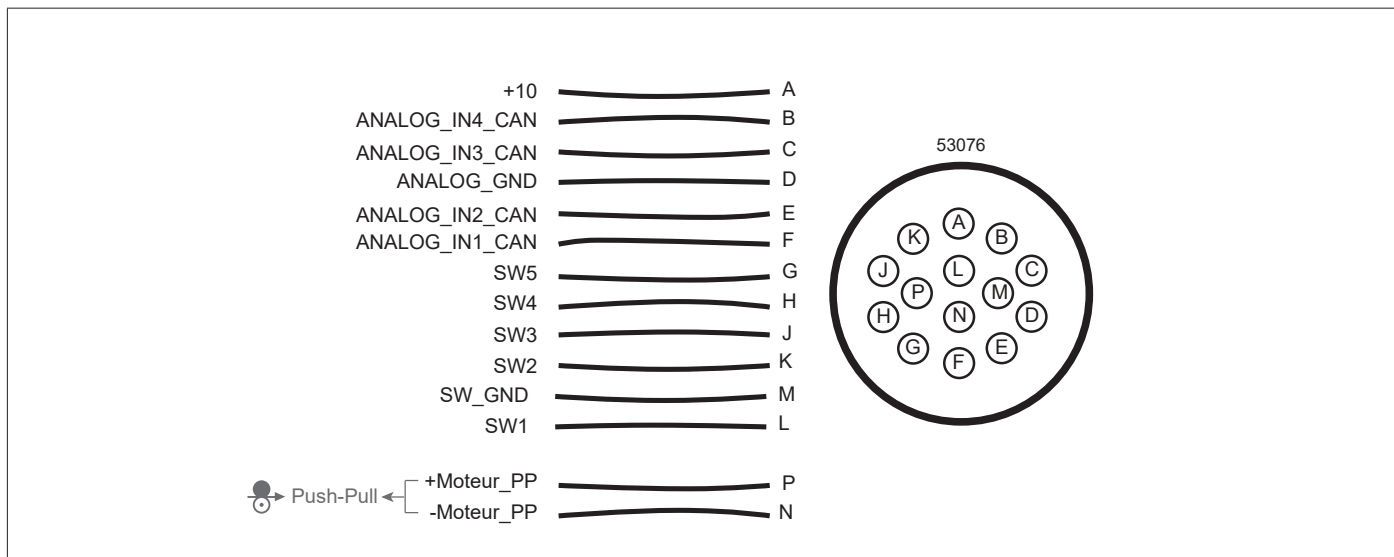 +10 A
ANALOG_IN4_CAN B
ANALOG_IN3_CAN C
ANALOG_GND D
ANALOG_IN2_CAN E
ANALOG_IN1_CAN F
SW5 G
SW4 H
SW3 J
SW2 K
SW_GND M
SW1 L
Push-Pull
+Moteur_PP P
-Moteur_PP N
53076
A
K B
J L C
P M
H N D
G E
F